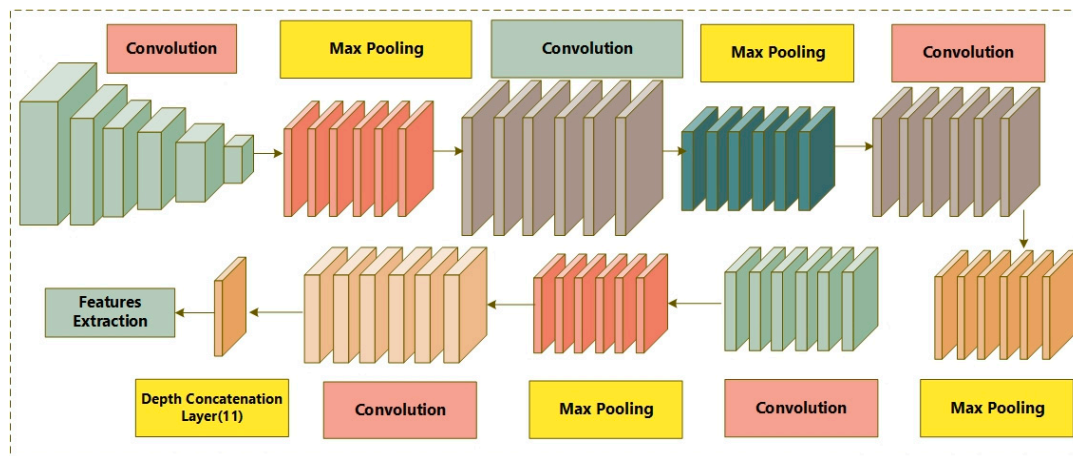 Convolution
Max Pooling
Convolution
Max Pooling
Convolution
Features
Extraction
Depth Concatenation
Layer(11)
Convolution
Max Pooling
Convolution
Max Pooling